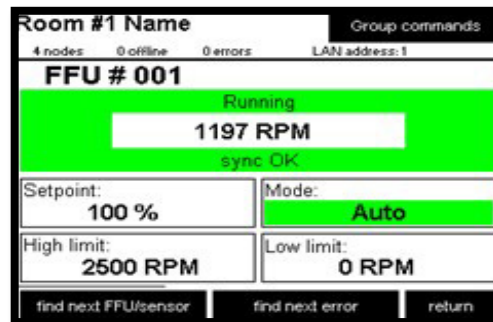 Room #1 Name Group commands
4 nodes 0 offline 0 errors LAN address: 1
FFU # 001
Running
1197 RPM
sync OK
Setpoint: Mode:
100 % Auto
High limit: Low limit:
2500 RPM 0 RPM
find next FFU/sensor find next error return